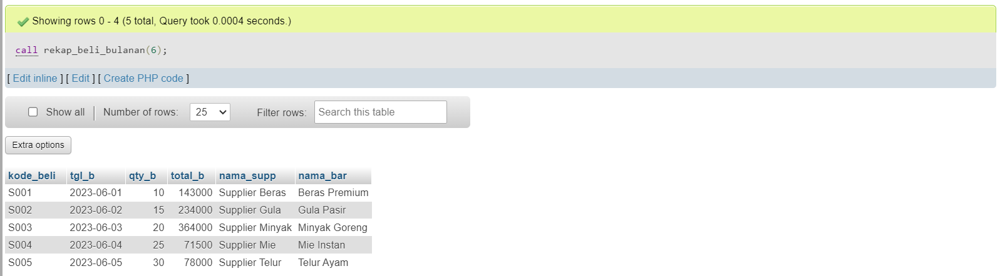 Showing rows 0 - 4 (5 total, Query took 0.0004 seconds.)
call rekap_beli_bulanan(6);
[ Edit inline ] [ Edit ] [ Create PHP code ]
Show all | Number of rows: 25 Filter rows: Search this table
Extra options
kode_beli tgl_b qty_b total_b nama_supp nama_bar
S001 2023-06-01 10 143000 Supplier Beras Beras Premium
S002 2023-06-02 15 234000 Supplier Gula Gula Pasir
S003 2023-06-03 20 364000 Supplier Minyak Minyak Goreng
S004 2023-06-04 25 71500 Supplier Mie Mie Instan
S005 2023-06-05 30 78000 Supplier Telur Telur Ayam